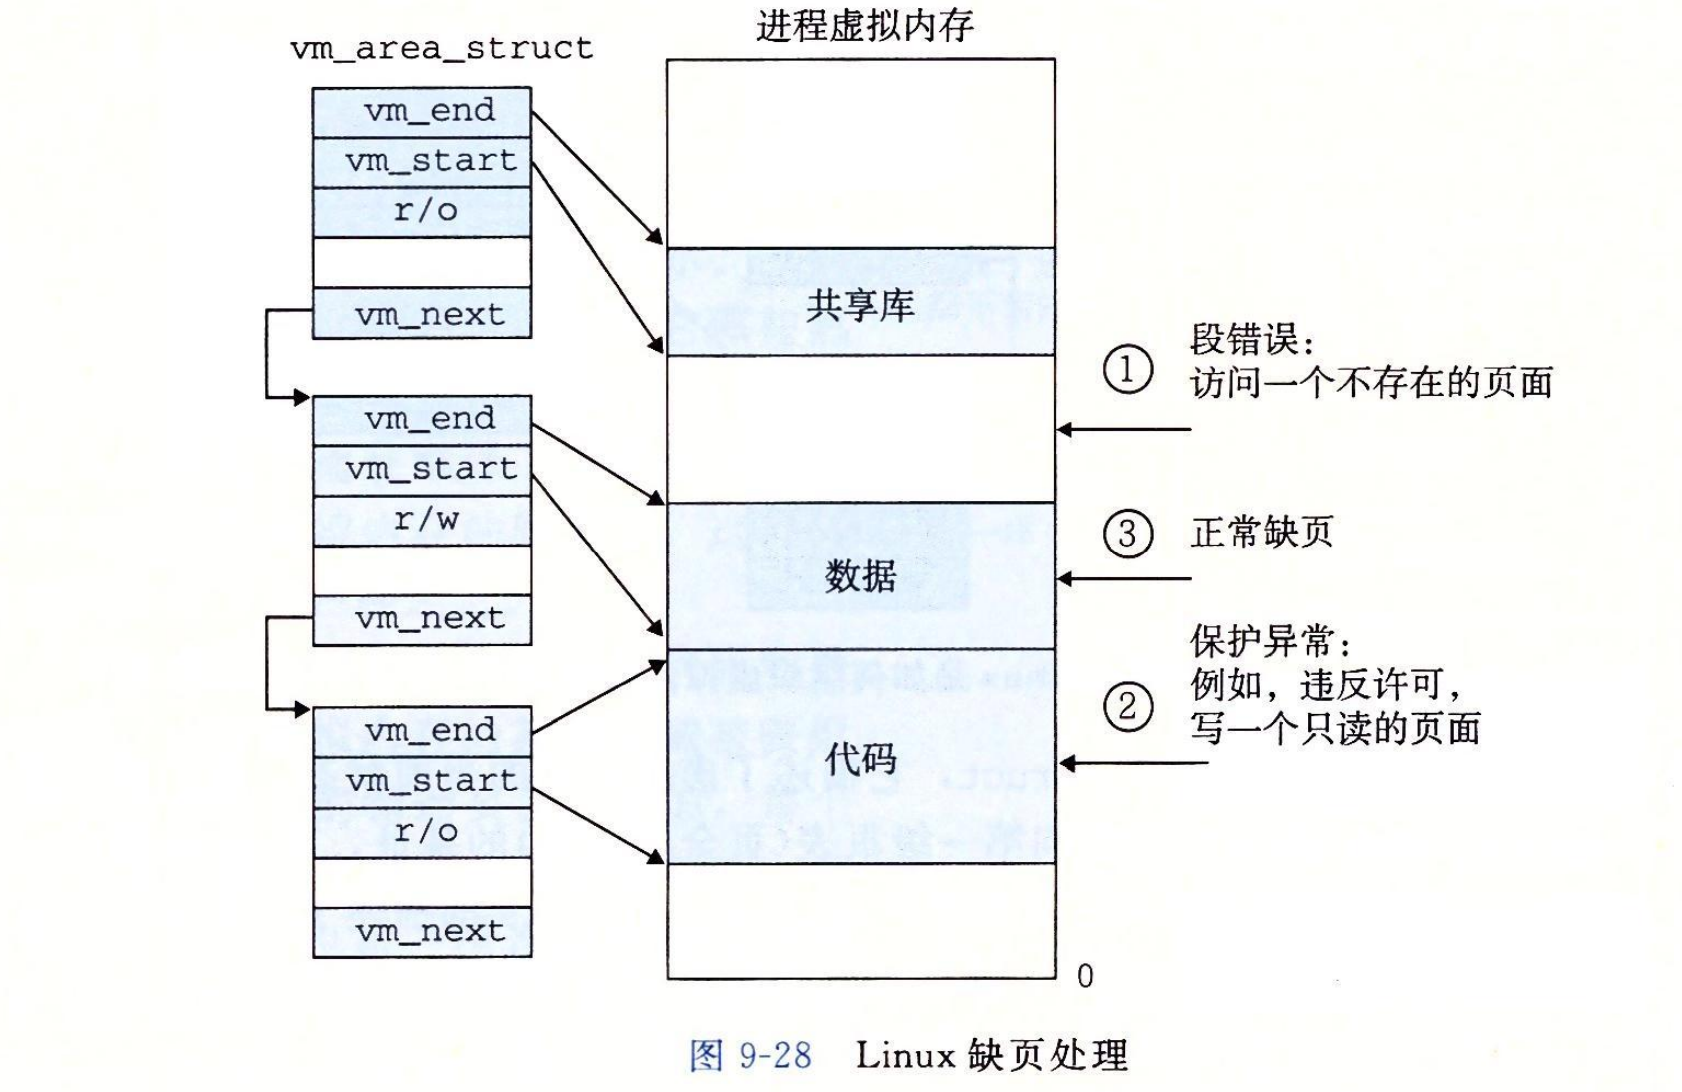 进程虚拟内存
vm_area_struct
vm_end
vm_start
r/o
vm_next
vm_end
vm_start
r/w
vm_next
vm_end
vm_start
r/o
vm_next
共享库
数据
代码
0
① 段错误：
访问一个不存在的页面
③ 正常缺页
② 保护异常：
例如，违反许可，
写一个只读的页面
图 9-28 Linux 缺页处理